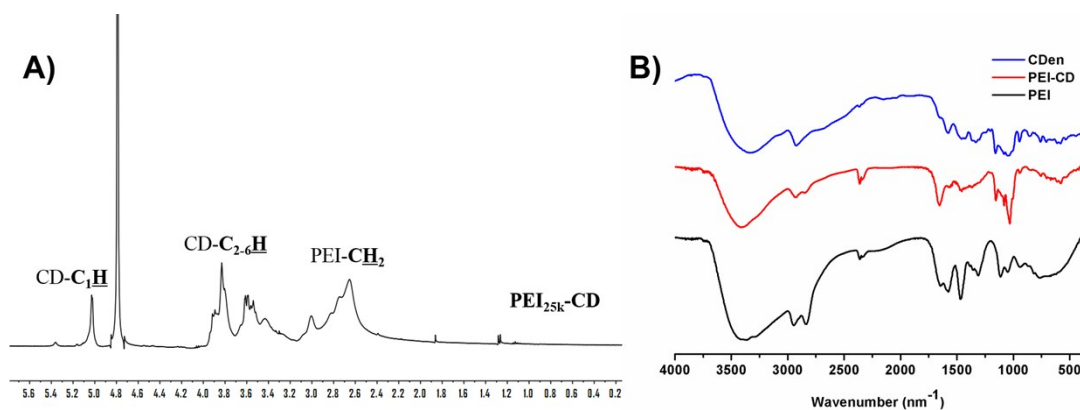 A)
CD-C1H
CD-C2-6H
PEI-CH2
PEI25k-CD
5.6 5.4 5.2 5.0 4.8 4.6 4.4 4.2 4.0 3.8 3.6 3.4 3.2 3.0 2.8 2.6 2.4 2.2 2.0 1.8 1.6 1.4 1.2 1.0 0.8 0.6 0.4 0.2
B)
CDen
PEI-CD
PEI
4000 3500 3000 2500 2000 1500 1000 500
Wavenumber (nm-1)